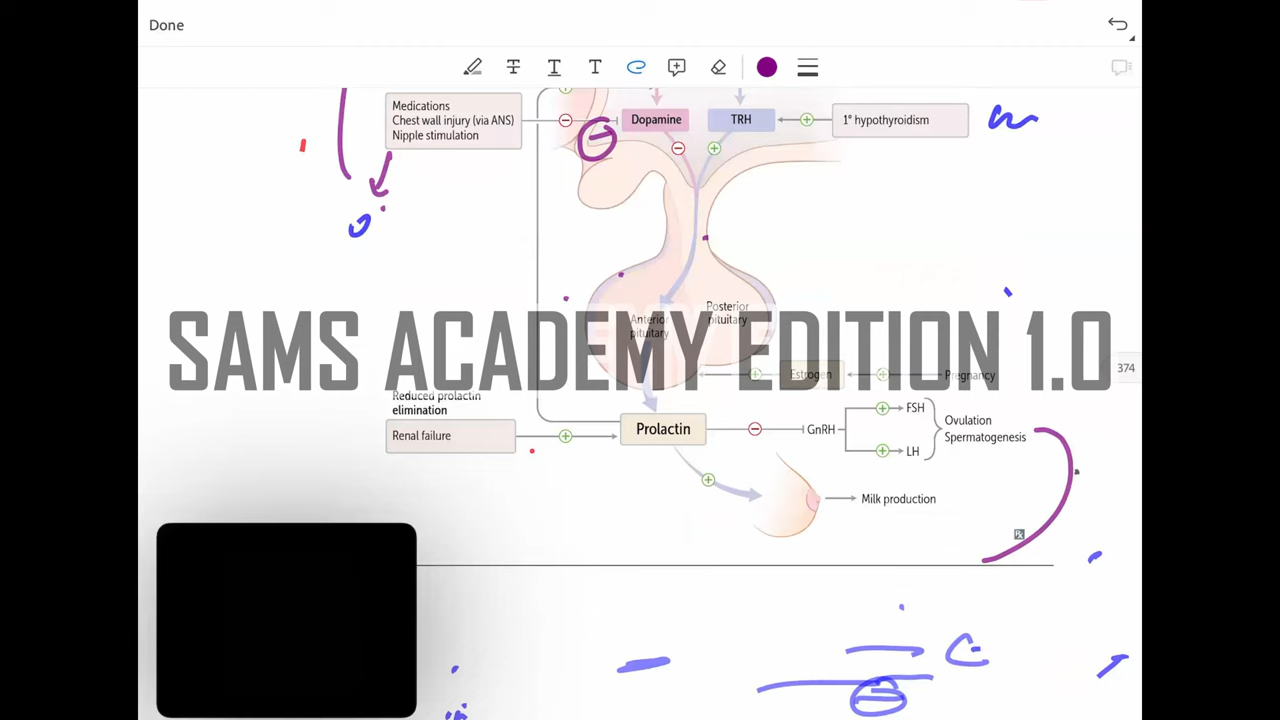 Done
Medications
Chest wall injury (via ANS)
Nipple stimulation
Dopamine
TRH
1° hypothyroidism
Anterior
pituitary
Posterior
pituitary
SAMS ACADEMY EDITION 1.0
374
Estrogen
Pregnancy
Reduced prolactin
elimination
Renal failure
Prolactin
GnRH
FSH
LH
Ovulation
Spermatogenesis
Milk production
Rx